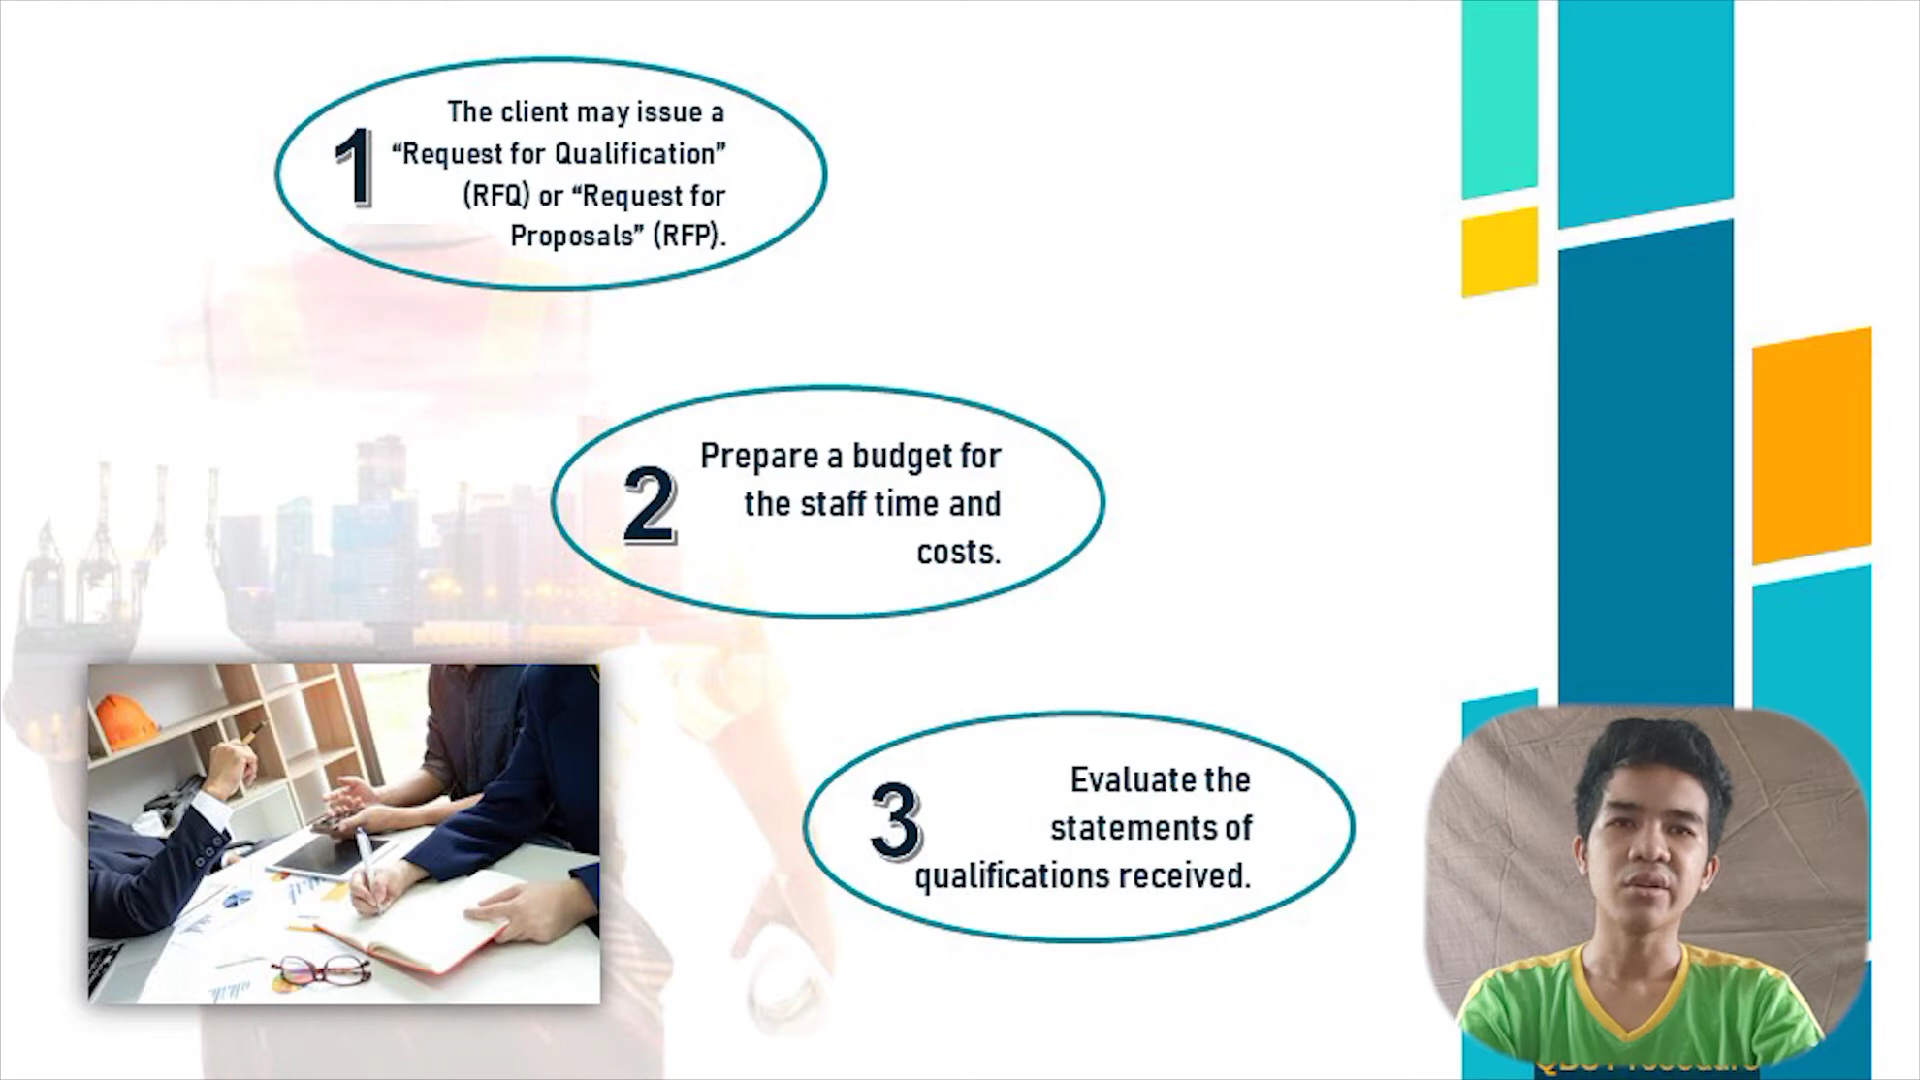 1
The client may issue a
“Request for Qualification”
(RFQ) or “Request for
Proposals” (RFP).
2
Prepare a budget for
the staff time and
costs.
3
Evaluate the
statements of
qualifications received.